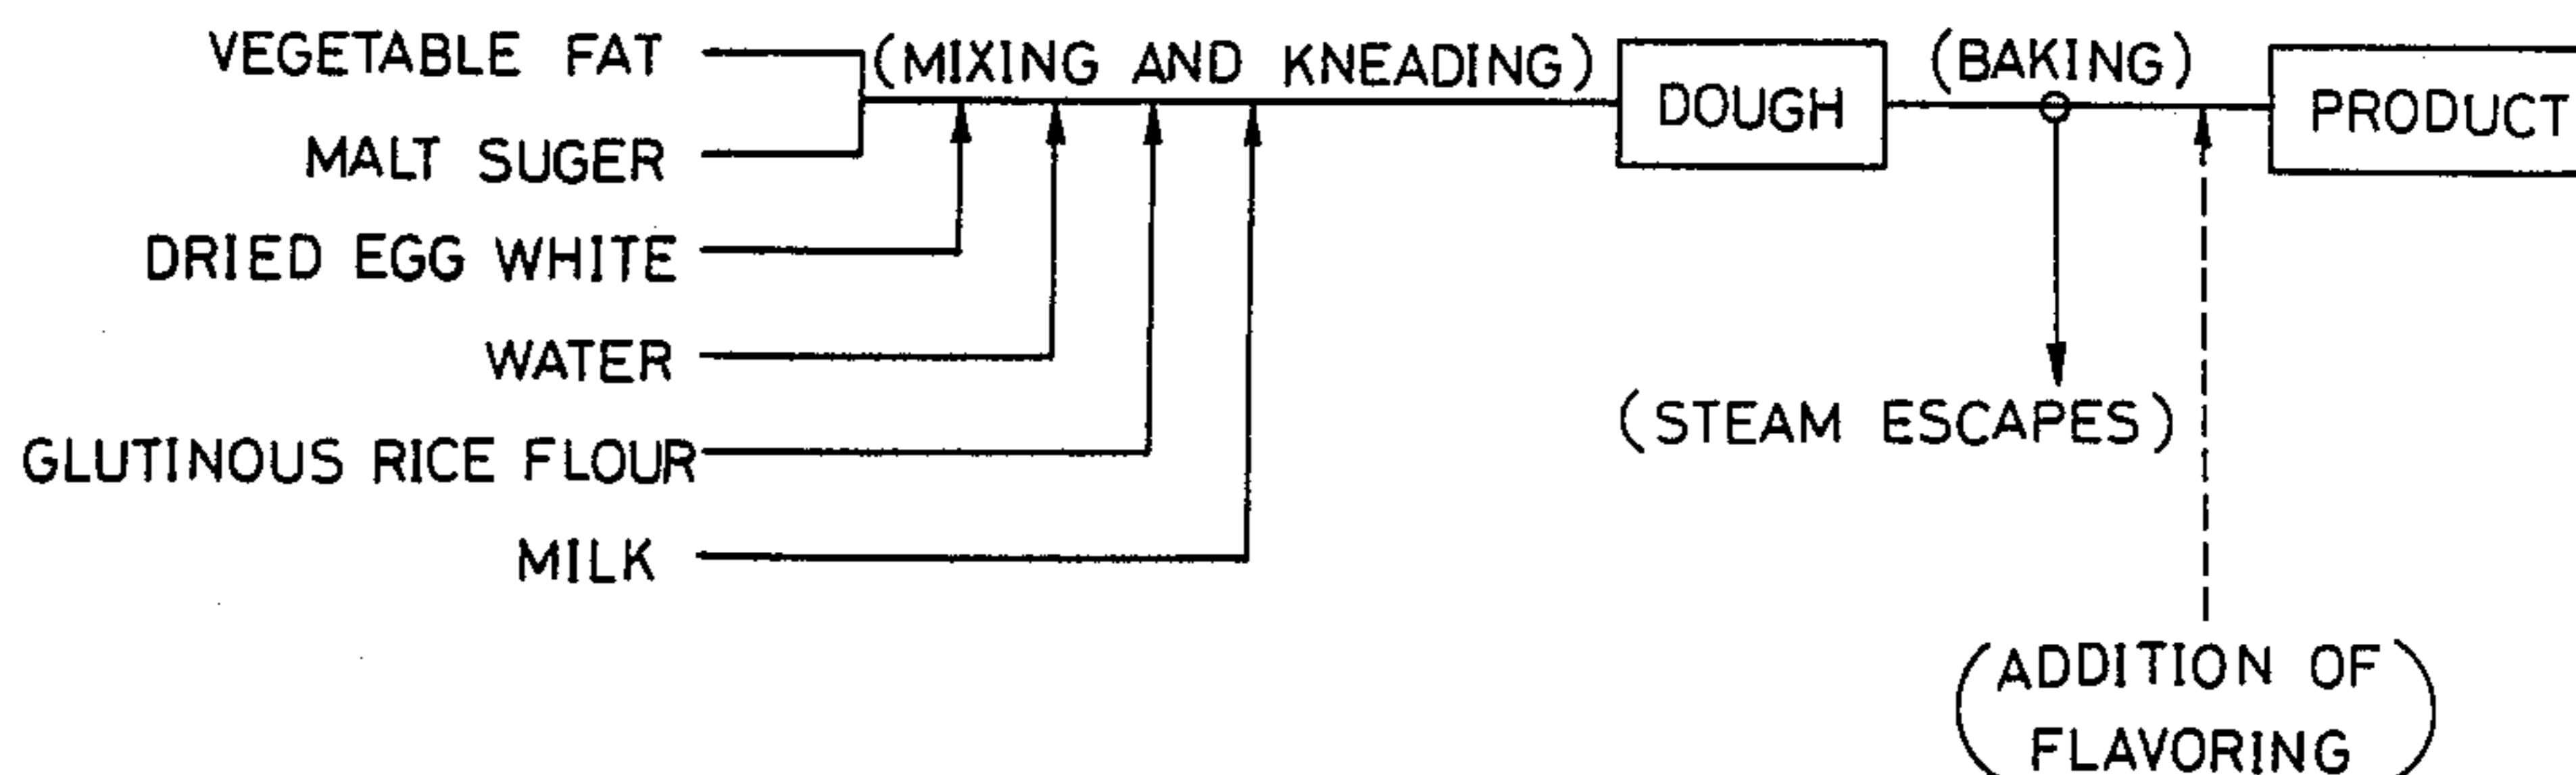 VEGETABLE FAT
(MIXING AND KNEADING)
DOUGH
(BAKING)
PRODUCT
MALT SUGER
DRIED EGG WHITE
WATER
(STEAM ESCAPES)
GLUTINOUS RICE FLOUR
MILK
(ADDITION OF
FLAVORING)